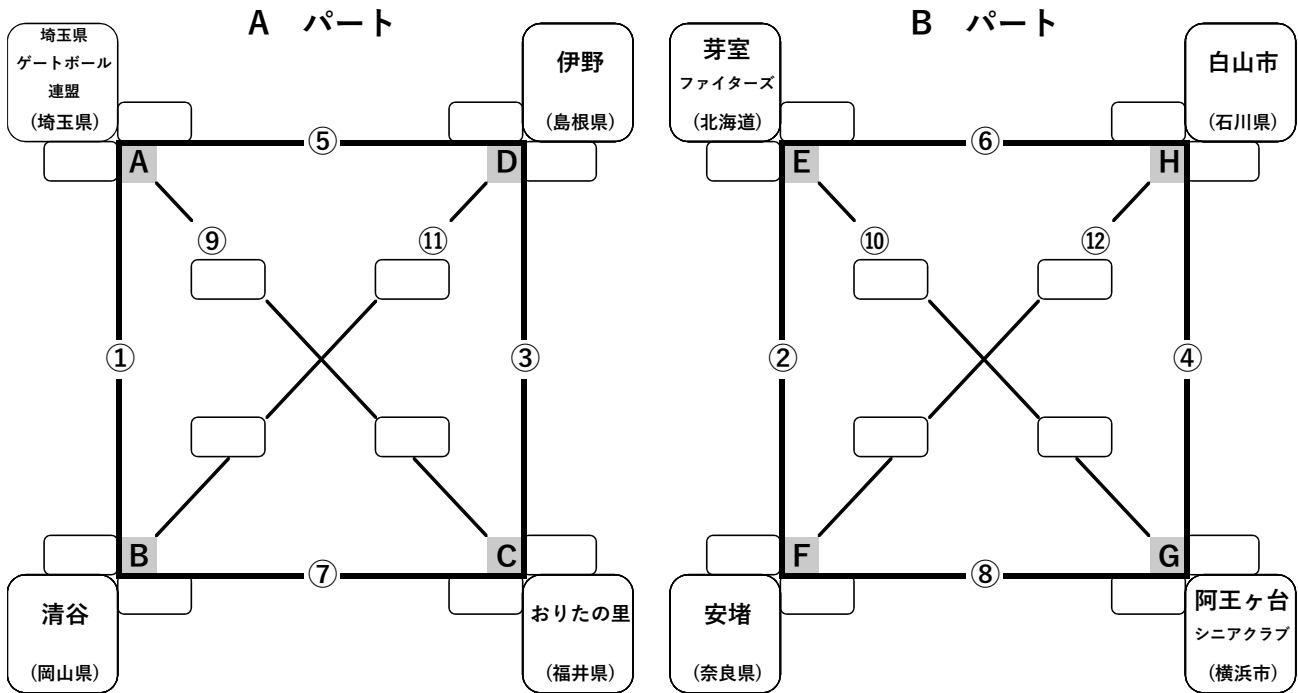 A パート
B パート
埼玉県
ゲートボール
連盟
(埼玉県)
伊野
(島根県)
芽室
ファイターズ
(北海道)
白山市
(石川県)
⑤
⑥
A
D
E
H
⑨
⑪
⑩
⑫
①
③
②
④
B
C
F
G
⑦
⑧
清谷
(岡山県)
おりたの里
(福井県)
安堵
(奈良県)
阿王ヶ台
シニアクラブ
(横浜市)